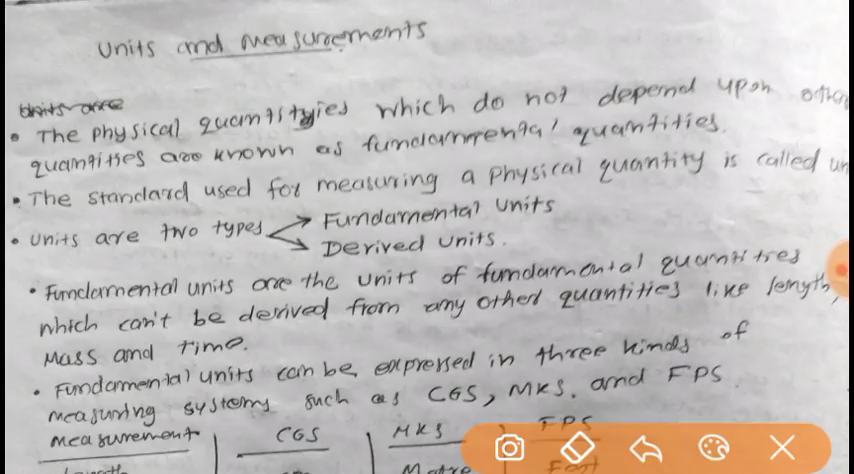 Units and measurements
Units are
• The physical quantityies which do not depend upon other
quantities are known as fundamental quantities.
• The standard used for measuring a physical quantity is called un
• Units are two types Fundamental units
Derived units.
• Fundamental units are the units of fundamental quantities
which can't be derived from any other quantities like length,
Mass and time.
• Fundamental units can be expressed in three kinds of
measuring systems such as CGS, MKS, and FPS.
measurement CGS MKS FPS
Length Metre Foot